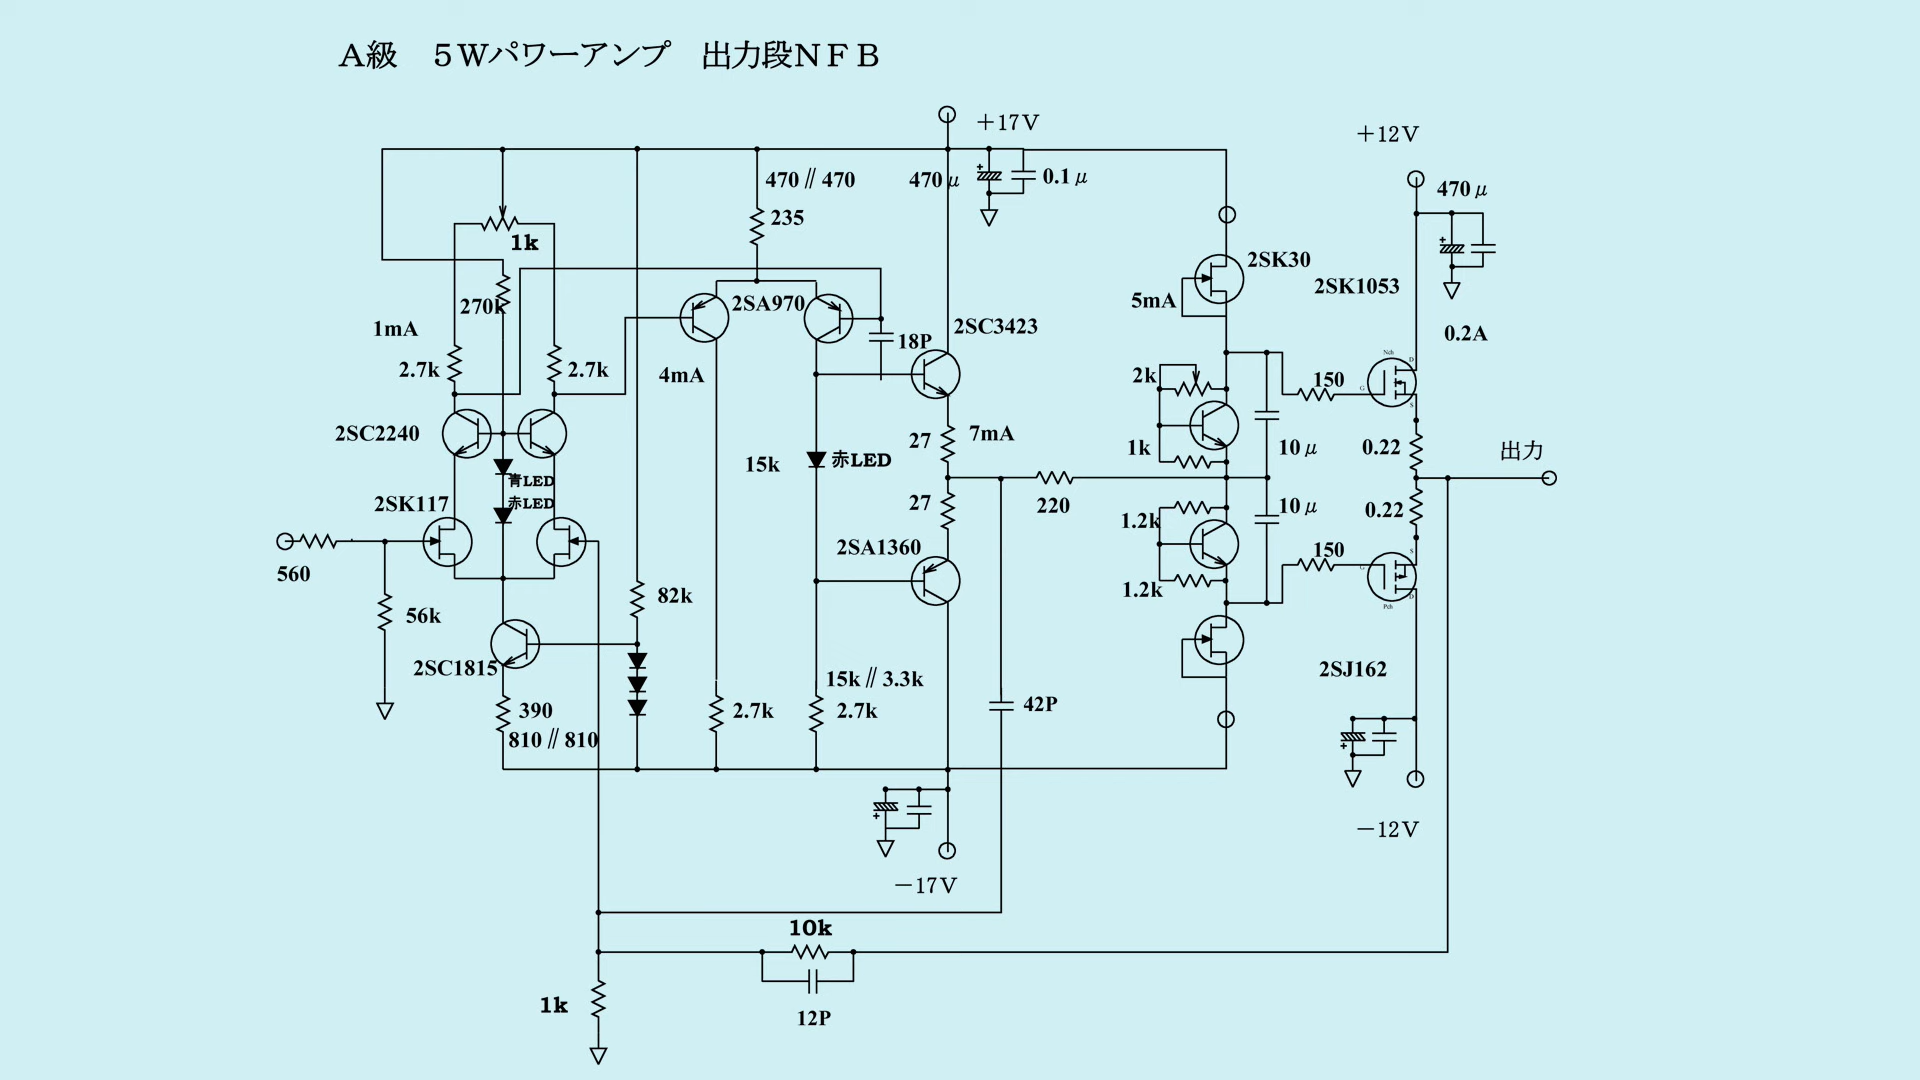 A級　５Wパワーアンプ　出力段NFB
＋17V
＋12V
470∥470
470μ
0.1μ
470μ
235
1k
2SK30
2SK1053
270k
2SA970
5mA
1mA
18P
2SC3423
0.2A
Nch
D
2.7k
2.7k
4mA
2k
150
G
S
2SC2240
27
7mA
1k
10μ
0.22
出力
15k
赤LED
青LED
赤LED
2SK117
27
220
10μ
0.22
1.2k
2SA1360
150
S
G
560
1.2k
D
Pch
82k
56k
2SC1815
2SJ162
15k∥3.3k
390
2.7k
2.7k
42P
810∥810
－12V
－17V
10k
1k
12P